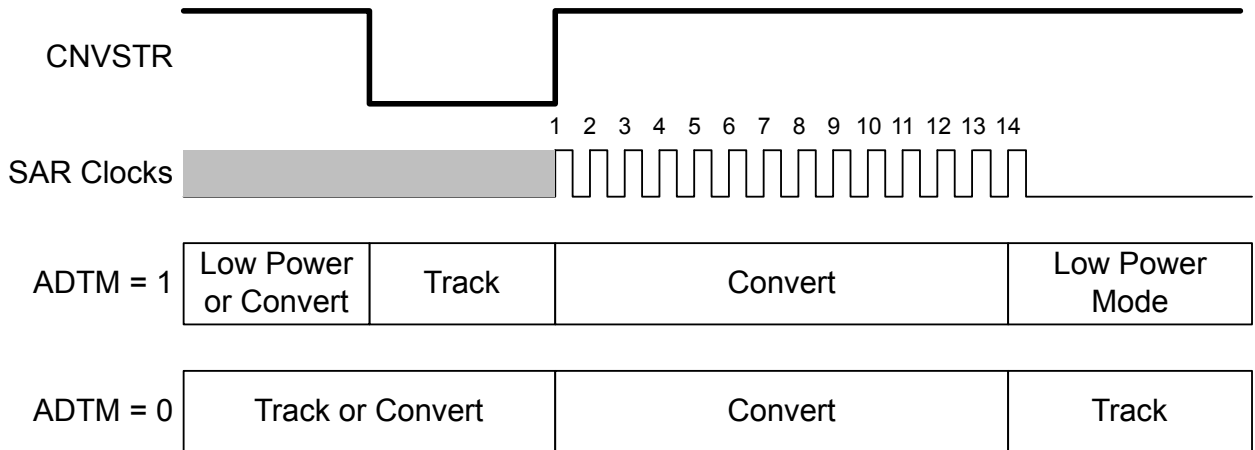 CNVSTR
1 2 3 4 5 6 7 8 9 10 11 12 13 14
SAR Clocks
ADTM = 1
Low Power
or Convert
Track
Convert
Low Power
Mode
ADTM = 0
Track or Convert
Convert
Track